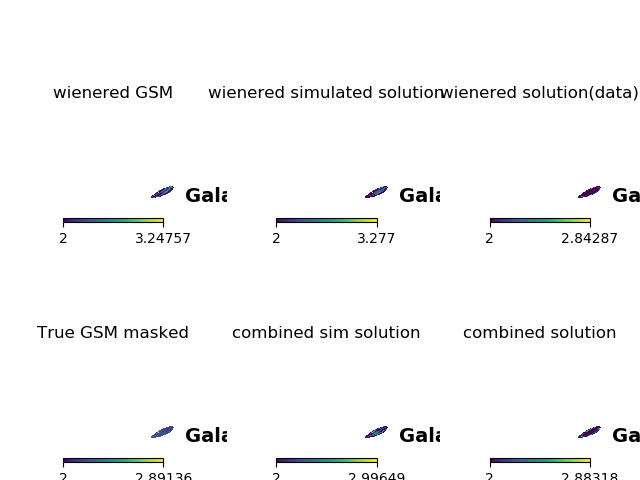 wienered GSM wienered simulated solution wienered solution(data)
Gala Gala Ga
2 3.24757 2 3.277 2 2.84287
True GSM masked combined sim solution combined solution
Gala Gala Ga
2 2.89136 2 2.99649 2 2.88318